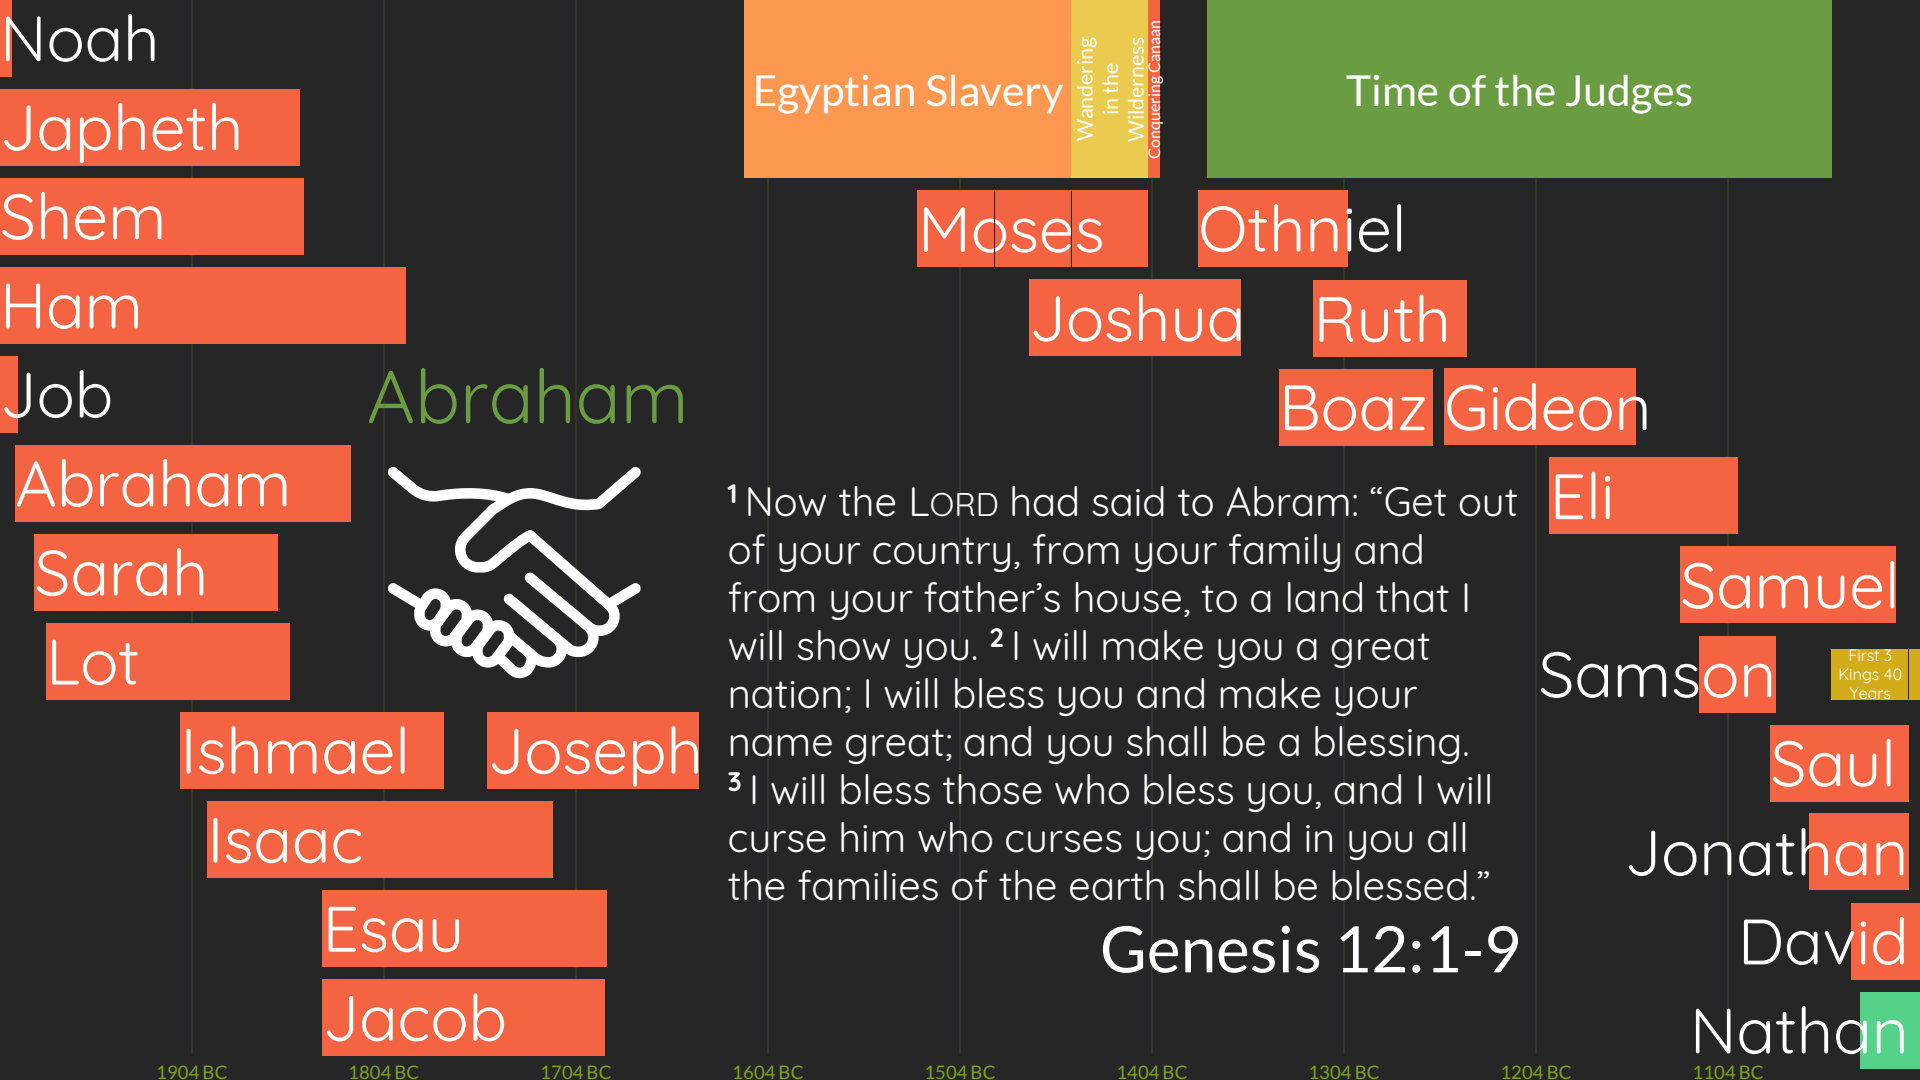 Noah
Japheth
Shem
Ham
Job
Abraham
Sarah
Lot
Ishmael
Joseph
Isaac
Esau
Jacob
Abraham
Egyptian Slavery
Wandering
in the
Wilderness
Conquering Canaan
Time of the Judges
Moses
Othniel
Joshua
Ruth
Boaz
Gideon
Eli
Samuel
Samson
First 3
Kings 40
Years
Saul
Jonathan
David
Nathan
1 Now the LORD had said to Abram: “Get out
of your country, from your family and
from your father’s house, to a land that I
will show you. 2 I will make you a great
nation; I will bless you and make your
name great; and you shall be a blessing.
3 I will bless those who bless you, and I will
curse him who curses you; and in you all
the families of the earth shall be blessed.”
Genesis 12:1-9
1904 BC
1804 BC
1704 BC
1604 BC
1504 BC
1404 BC
1304 BC
1204 BC
1104 BC